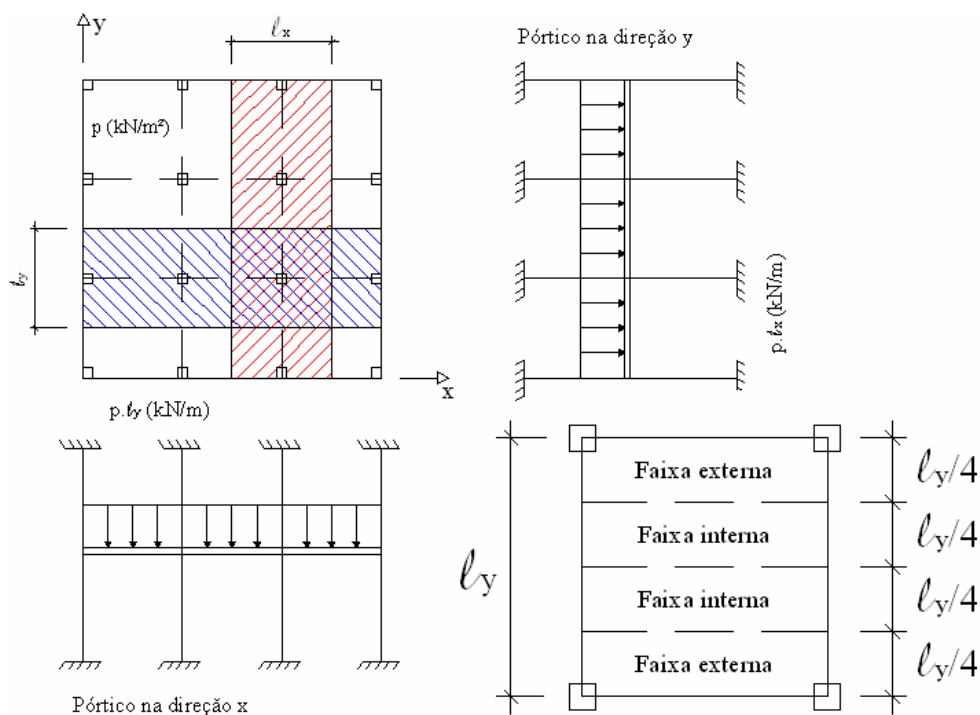 y
ℓx
p (kN/m²)
ℓy
x
Pórtico na direção y
p.ℓx (kN/m)
p.ℓy (kN/m)
Pórtico na direção x
ℓy
Faixa externa
Faixa interna
Faixa interna
Faixa externa
ℓy/4
ℓy/4
ℓy/4
ℓy/4